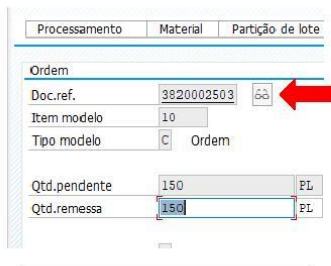 Processamento Material Partição de lote
Ordem
Doc.ref. 3820002503
Item modelo 10
Tipo modelo C Ordem
Qtd.pendente 150 PL
Qtd.remessa 150 PL